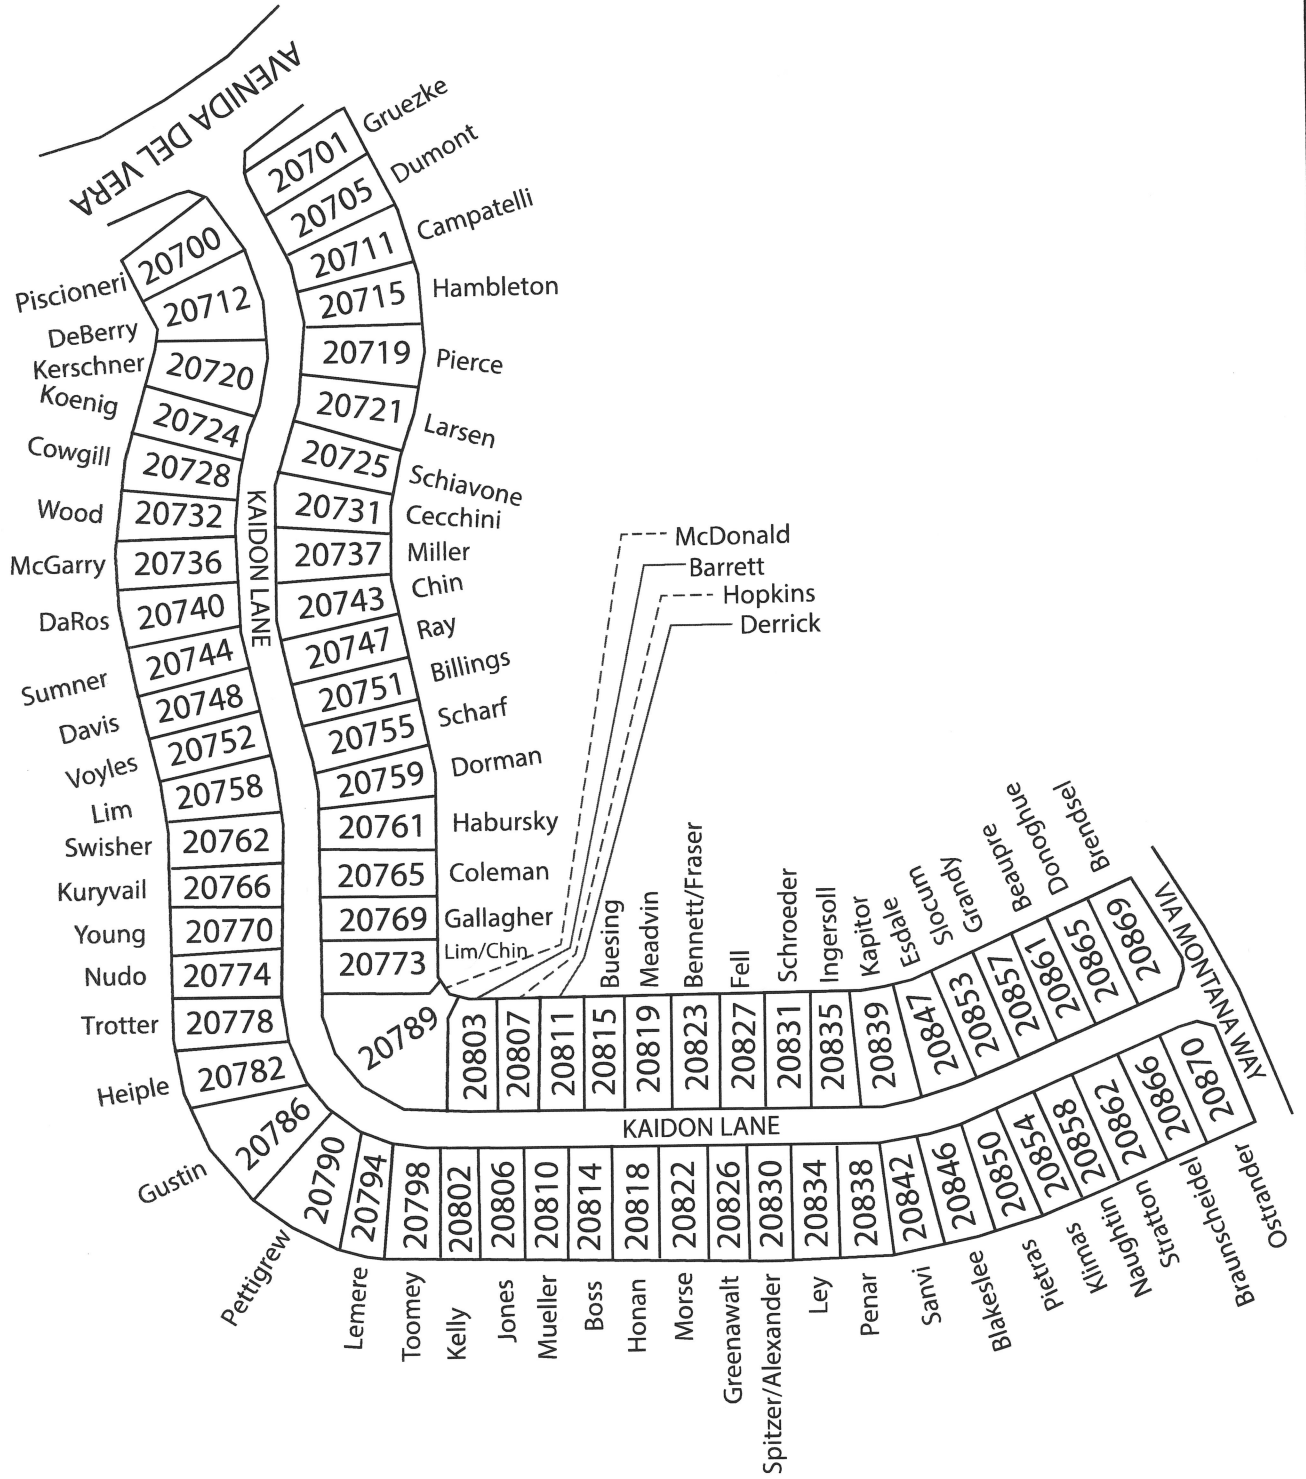 AVENIDA DEL VERA
20701 Gruezke
20705 Dumont
20711 Campatelli
20715 Hambleton
20719 Pierce
20721 Larsen
20725 Schiavone
20731 Cecchini
20737 Miller
20743 Chin
20747 Ray
20751 Billings
20755 Scharf
20759 Dorman
20761 Habursky
20765 Coleman
20769 Gallagher
20773 Lim/Chin
Piscioneri 20700
DeBerry 20712
Kerschner 20720
Koenig 20724
Cowgill 20728
Wood 20732
McGarry 20736
DaRos 20740
Sumner 20744
Davis 20748
Voyles 20752
Lim 20758
Swisher 20762
Kuryvail 20766
Young 20770
Nudo 20774
Trotter 20778
Heiple 20782
Gustin 20786
KAIDON LANE
McDonald
Barrett
Hopkins
Derrick
20789
20803
20807
20811
20815 Buesing
20819 Meadvin
20823 Bennett/Fraser
20827 Fell
20831 Schroeder
20835 Ingersoll
20839 Kapitor
20847 Esdale
20853 Slocum
Grandy
20857
20861 Beaupre
20865 Donoghue
20869 Brendsel
VIA MONTANA WAY
NOW
KAIDON LANE
20790 Pettigrew
20794 Lemere
20798 Toomey
20802 Kelly
20806 Jones
20810 Mueller
20814 Boss
20818 Honan
20822 Morse
20826 Greenawalt
20830 Spitzer/Alexander
20834 Ley
20838 Penar
20842 Sanvi
20846 Blakeslee
20850 Pietras
20854 Klimas
20858 Naughtin
20862 Stratton
20866 Braunscheidel
20870 Ostrander